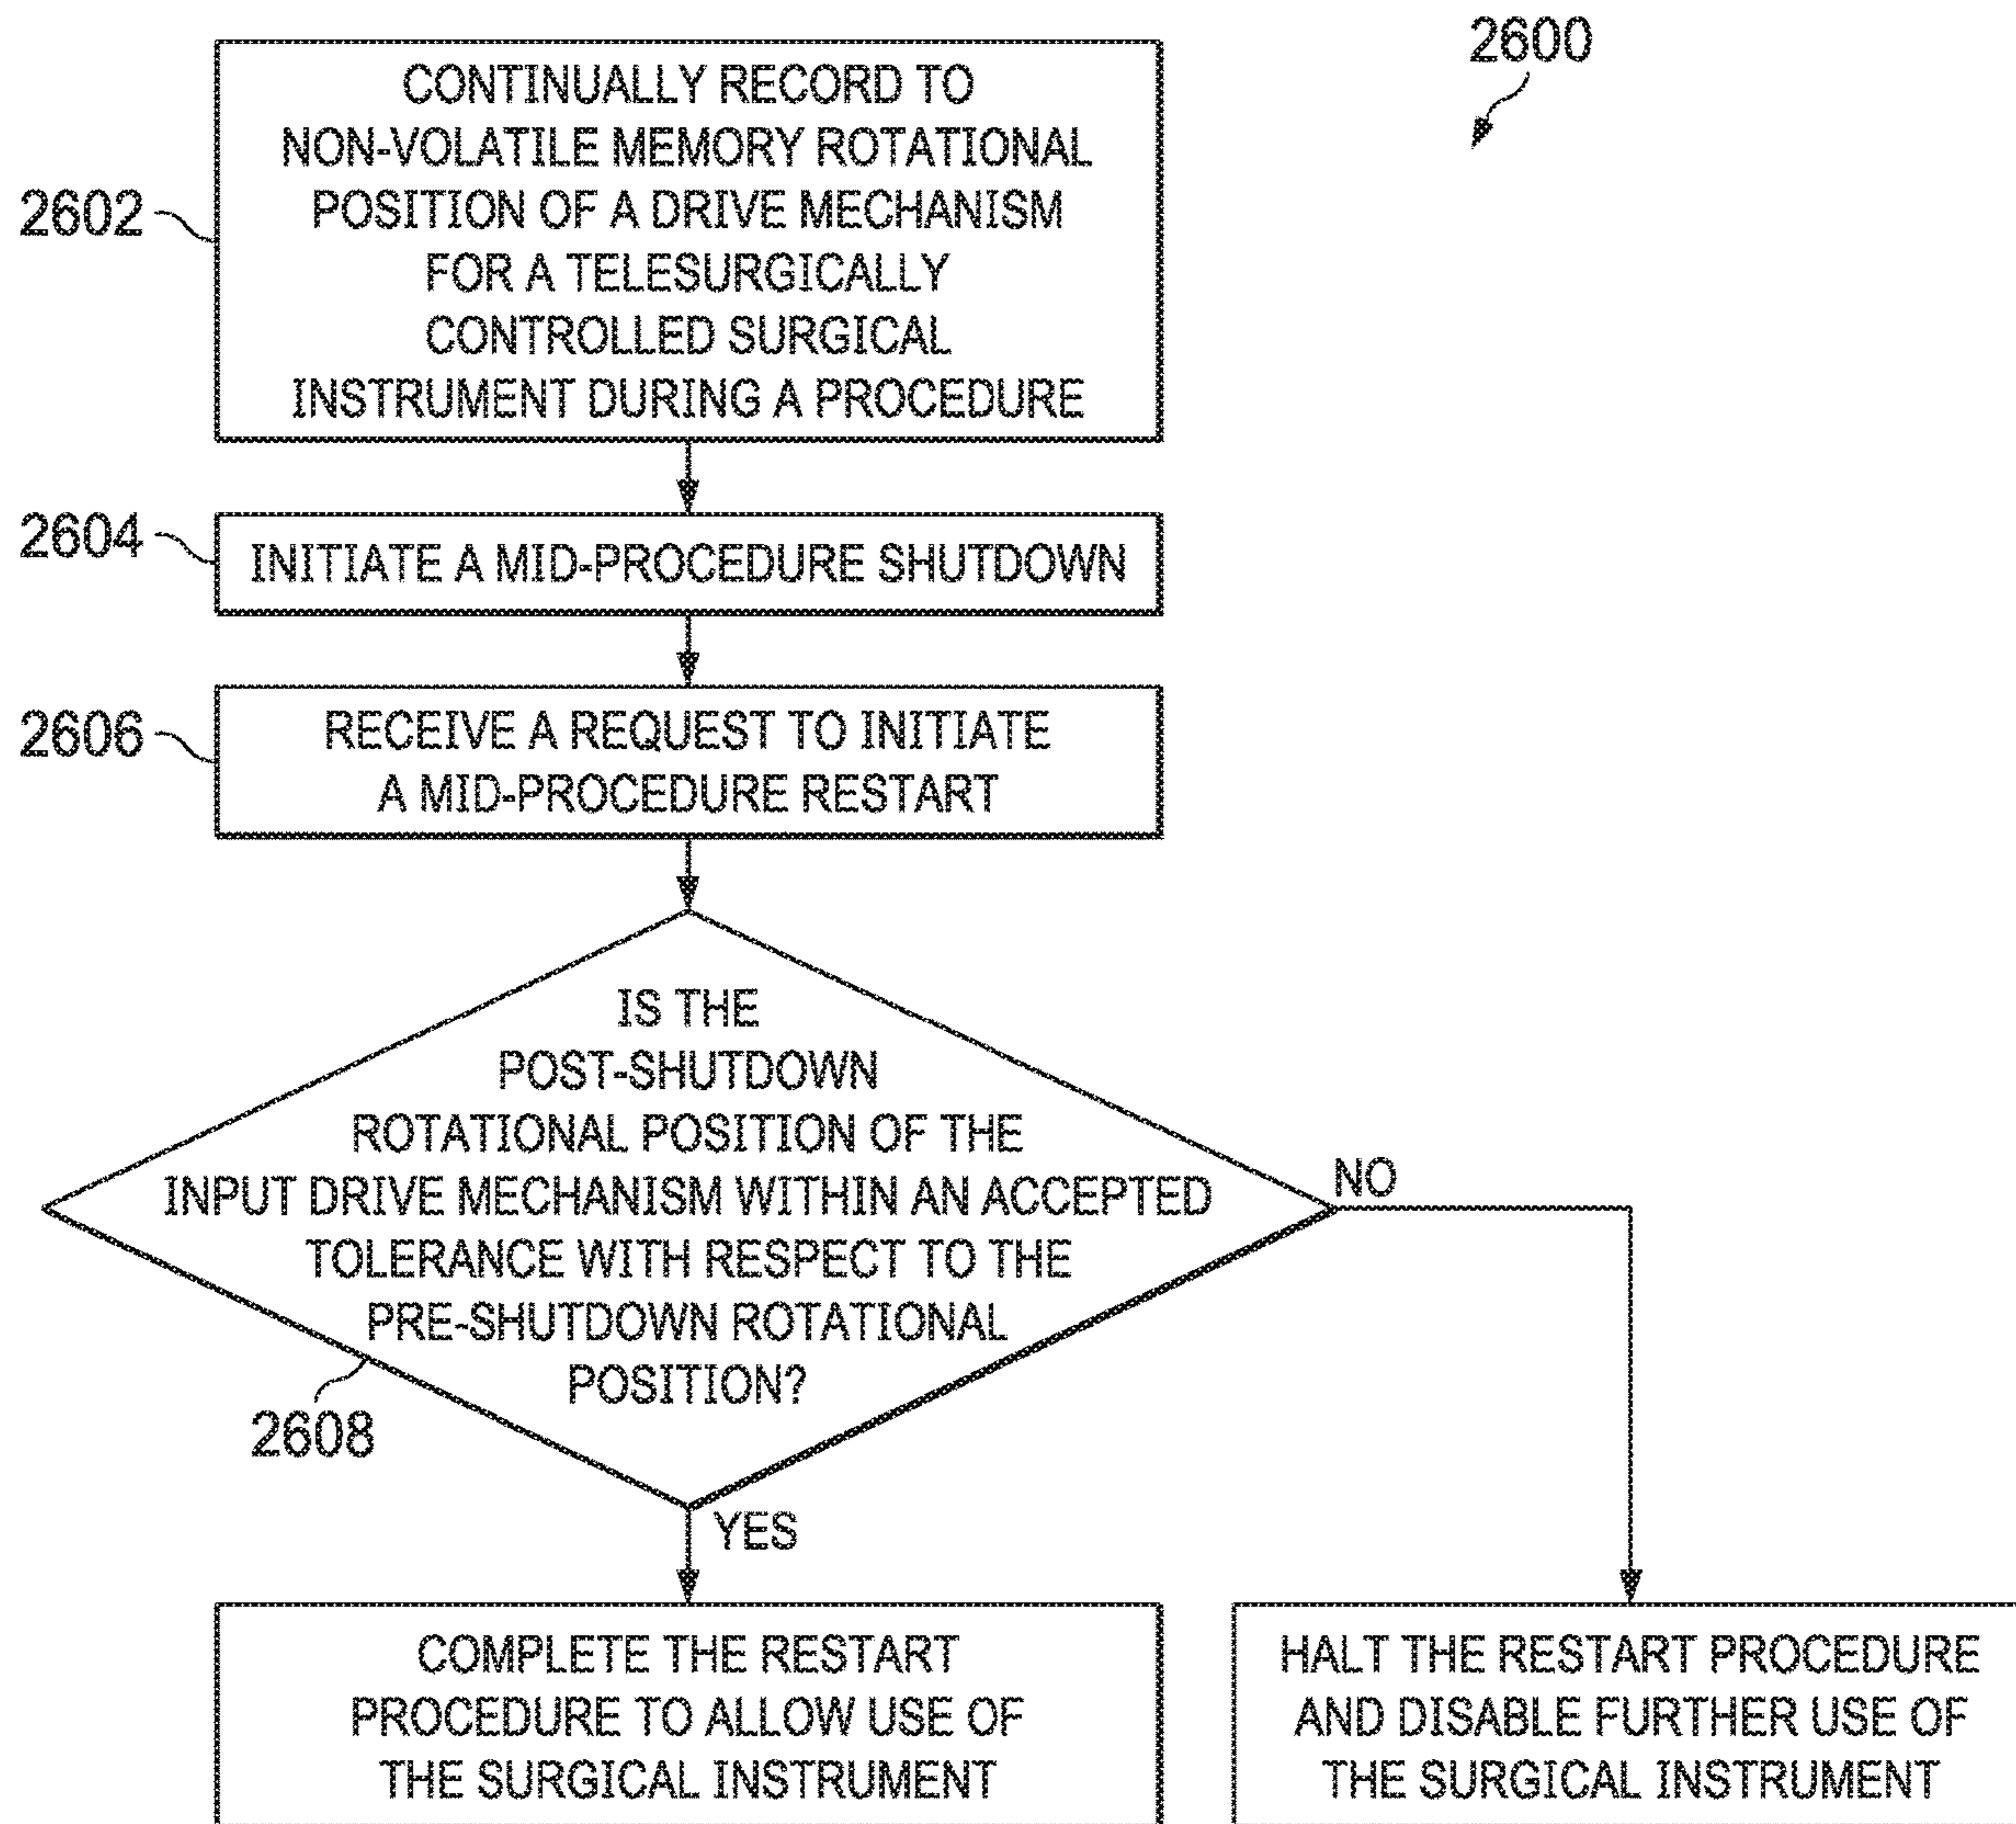 2600
CONTINUALLY RECORD TO
NON-VOLATILE MEMORY ROTATIONAL
POSITION OF A DRIVE MECHANISM
FOR A TELESURGICALLY
CONTROLLED SURGICAL
INSTRUMENT DURING A PROCEDURE
2602
2604
INITIATE A MID-PROCEDURE SHUTDOWN
2606
RECEIVE A REQUEST TO INITIATE
A MID-PROCEDURE RESTART
IS THE
POST-SHUTDOWN
ROTATIONAL POSITION OF THE
INPUT DRIVE MECHANISM WITHIN AN ACCEPTED
TOLERANCE WITH RESPECT TO THE
PRE-SHUTDOWN ROTATIONAL
POSITION?
2608
NO
YES
COMPLETE THE RESTART
PROCEDURE TO ALLOW USE OF
THE SURGICAL INSTRUMENT
HALT THE RESTART PROCEDURE
AND DISABLE FURTHER USE OF
THE SURGICAL INSTRUMENT